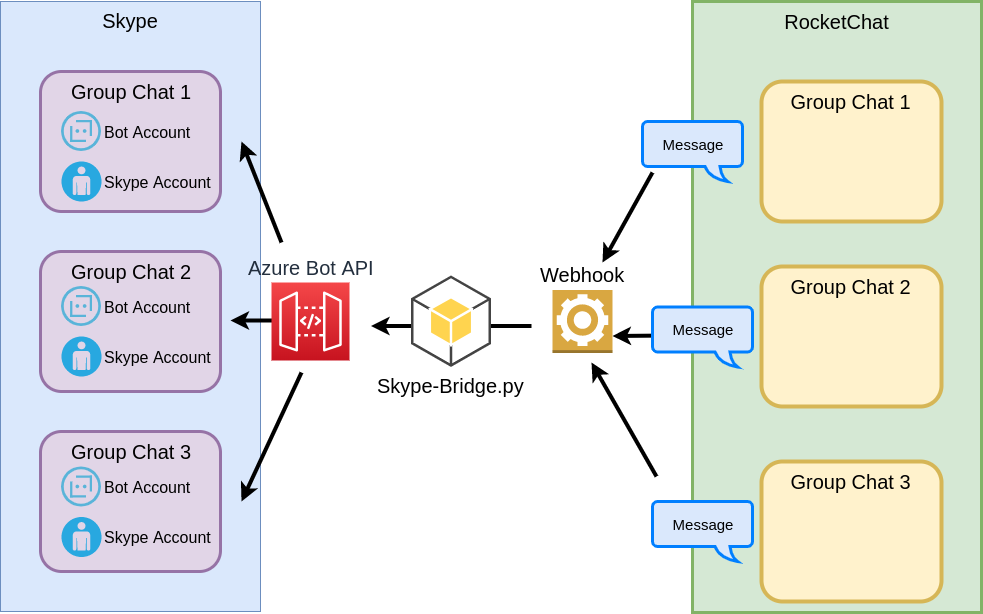 Skype
Group Chat 1
Bot Account
Skype Account
Group Chat 2
Bot Account
Skype Account
Group Chat 3
Bot Account
Skype Account
Azure Bot API
Skype-Bridge.py
Webhook
Message
Message
Message
RocketChat
Group Chat 1
Group Chat 2
Group Chat 3